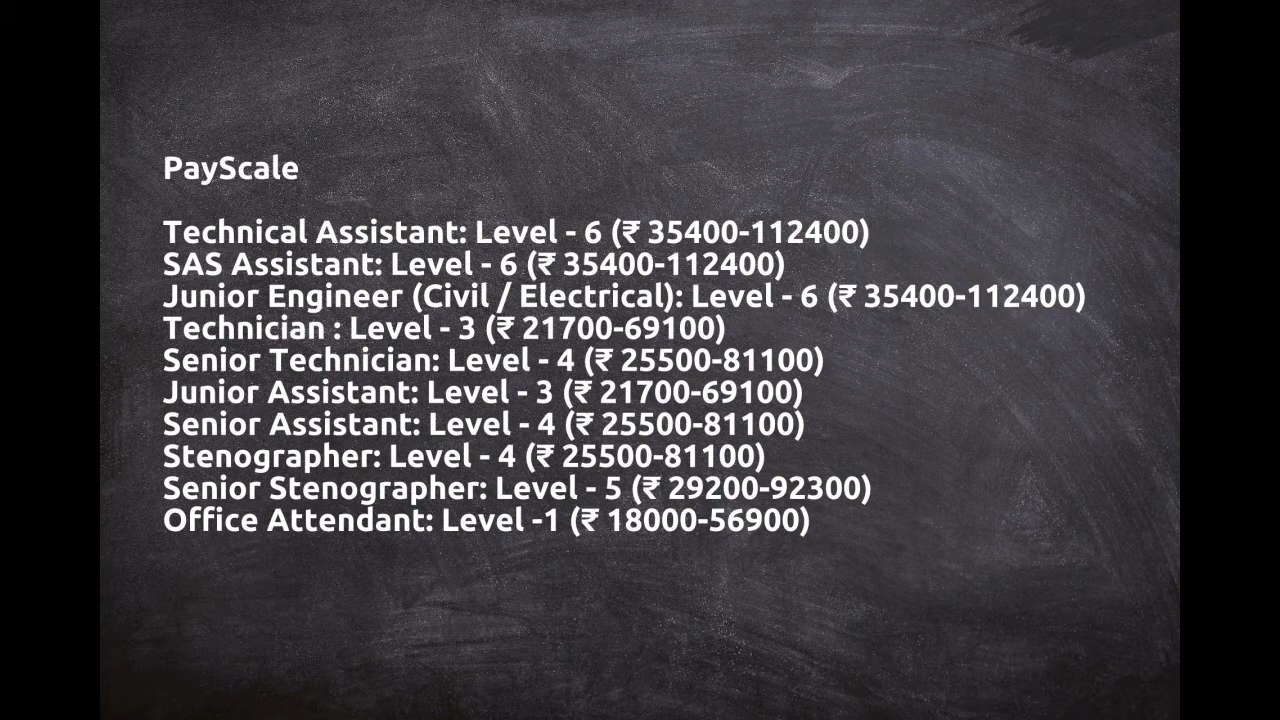 PayScale
Technical Assistant: Level - 6 (₹ 35400-112400)
SAS Assistant: Level - 6 (₹ 35400-112400)
Junior Engineer (Civil / Electrical): Level - 6 (₹ 35400-112400)
Technician : Level - 3 (₹ 21700-69100)
Senior Technician: Level - 4 (₹ 25500-81100)
Junior Assistant: Level - 3 (₹ 21700-69100)
Senior Assistant: Level - 4 (₹ 25500-81100)
Stenographer: Level - 4 (₹ 25500-81100)
Senior Stenographer: Level - 5 (₹ 29200-92300)
Office Attendant: Level -1 (₹ 18000-56900)